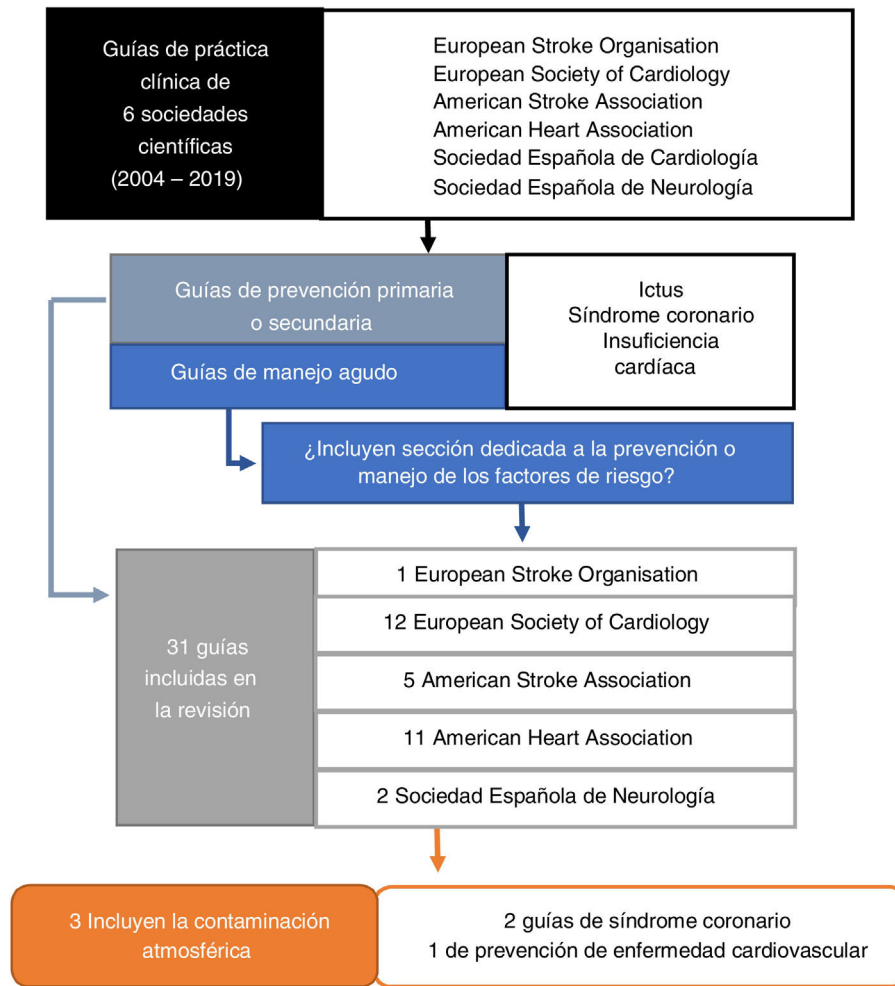 Guías de práctica
clínica de
6 sociedades
científicas
(2004 – 2019)
European Stroke Organisation
European Society of Cardiology
American Stroke Association
American Heart Association
Sociedad Española de Cardiología
Sociedad Española de Neurología
Guías de prevención primaria
o secundaria
Guías de manejo agudo
Ictus
Síndrome coronario
Insuficiencia
cardíaca
¿Incluyen sección dedicada a la prevención o
manejo de los factores de riesgo?
31 guías
incluidas en
la revisión
1 European Stroke Organisation
12 European Society of Cardiology
5 American Stroke Association
11 American Heart Association
2 Sociedad Española de Neurología
3 Incluyen la contaminación
atmosférica
2 guías de síndrome coronario
1 de prevención de enfermedad cardiovascular